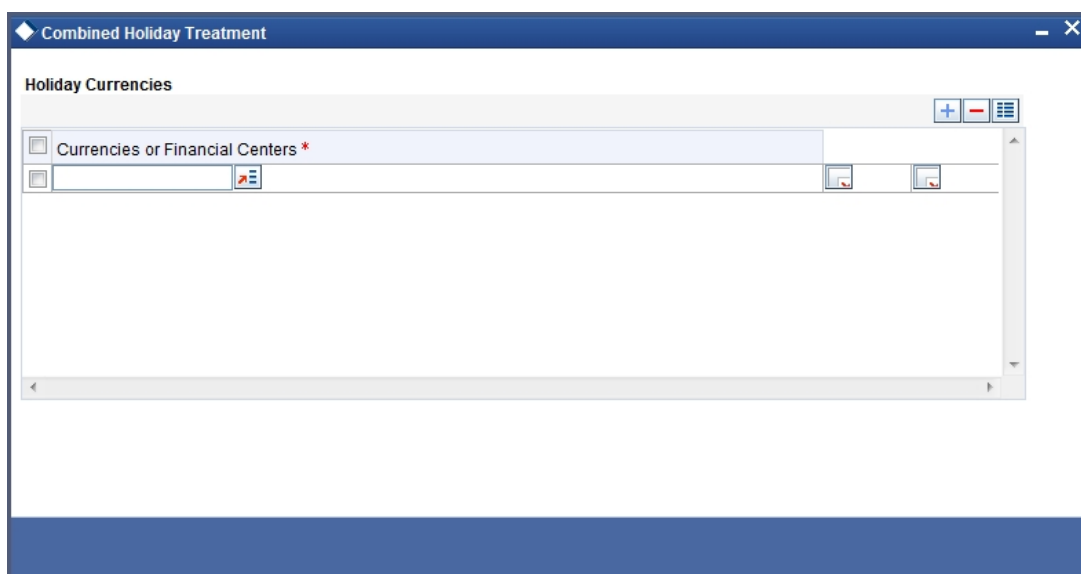 Combined Holiday Treatment
Holiday Currencies
Currencies or Financial Centers *